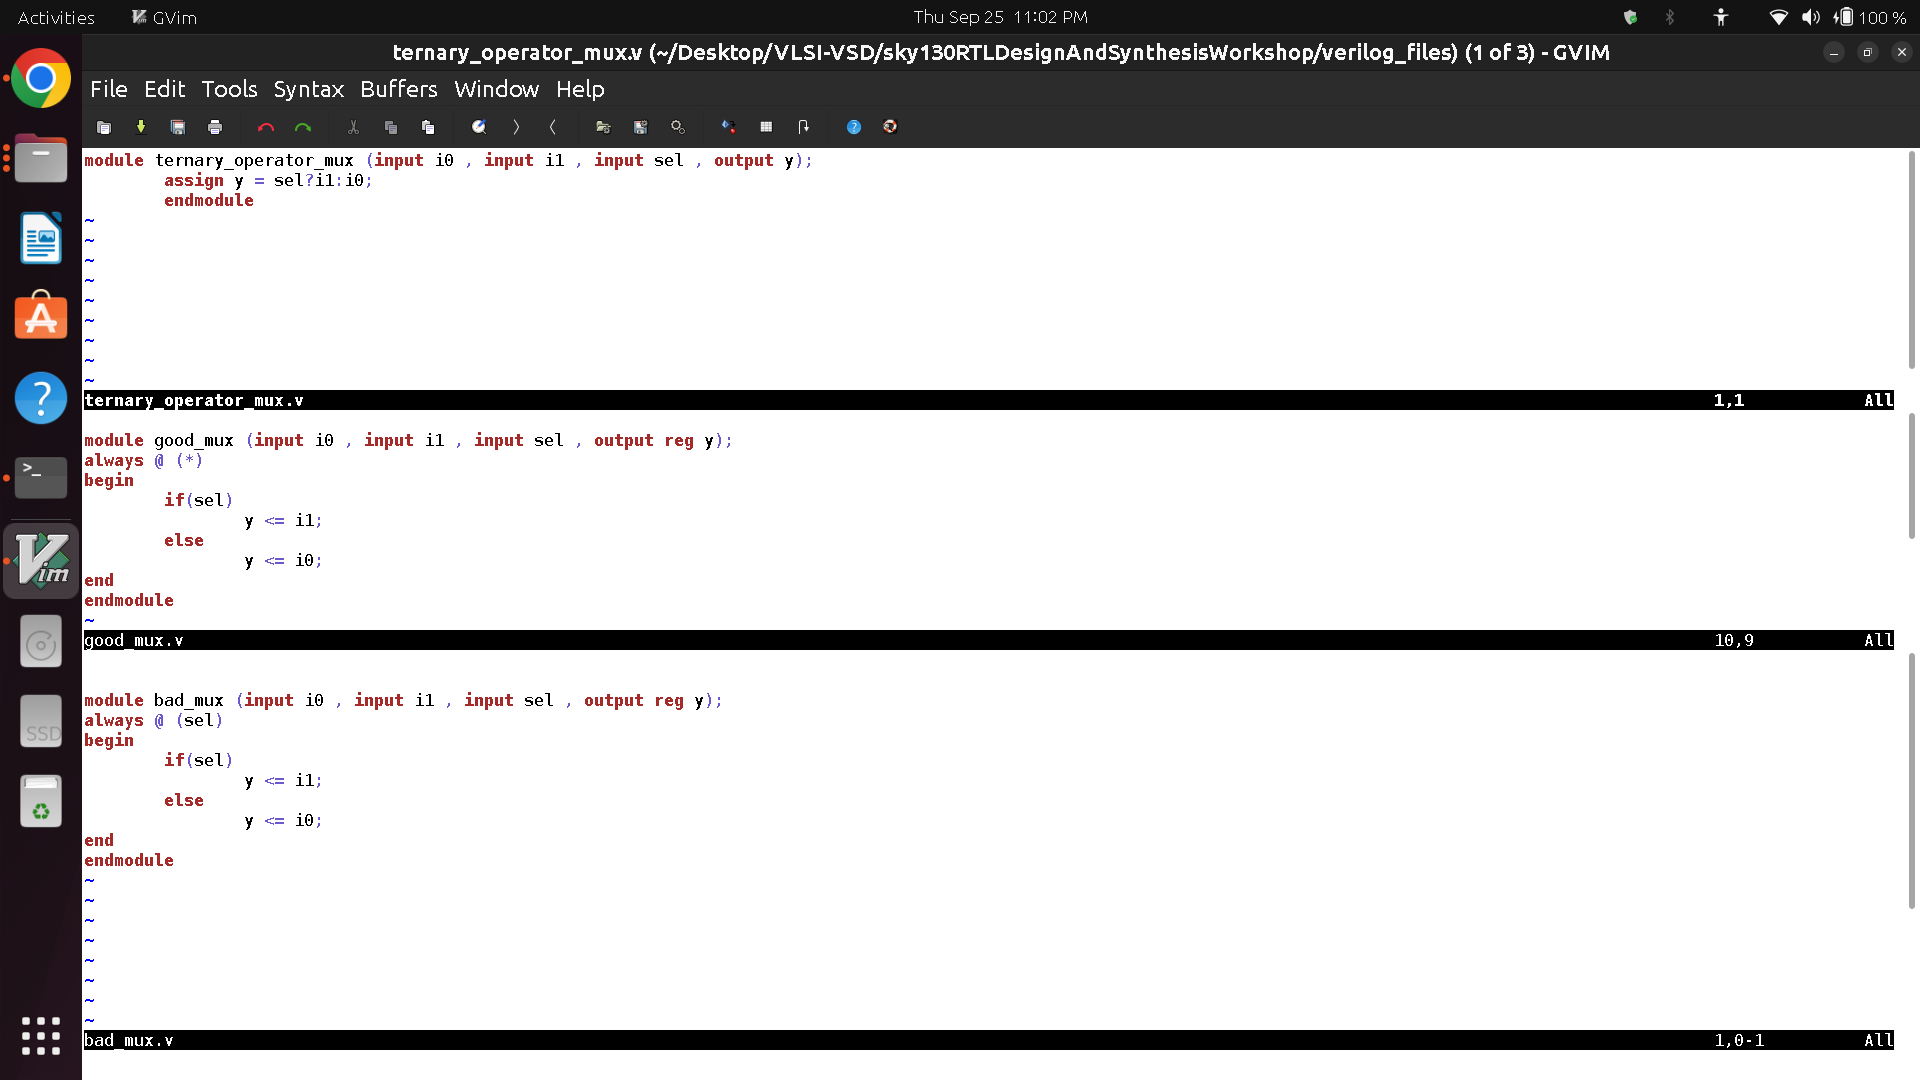 Activities GVim Thu Sep 25 11:02 PM 100 %
ternary_operator_mux.v (~/Desktop/VLSI-VSD/sky130RTLDesignAndSynthesisWorkshop/verilog_files) (1 of 3) - GVIM
File Edit Tools Syntax Buffers Window Help
module ternary_operator_mux (input i0 , input i1 , input sel , output y);
        assign y = sel?i1:i0;
        endmodule
~
~
~
~
~
~
~
~
~
ternary_operator_mux.v 1,1 All
module good_mux (input i0 , input i1 , input sel , output reg y);
always @ (*)
begin
        if(sel)
                y <= i1;
        else
                y <= i0;
end
endmodule
~
good_mux.v 10,9 All
module bad_mux (input i0 , input i1 , input sel , output reg y);
always @ (sel)
begin
        if(sel)
                y <= i1;
        else
                y <= i0;
end
endmodule
~
~
~
~
~
~
~
~
bad_mux.v 1,0-1 All
SSD